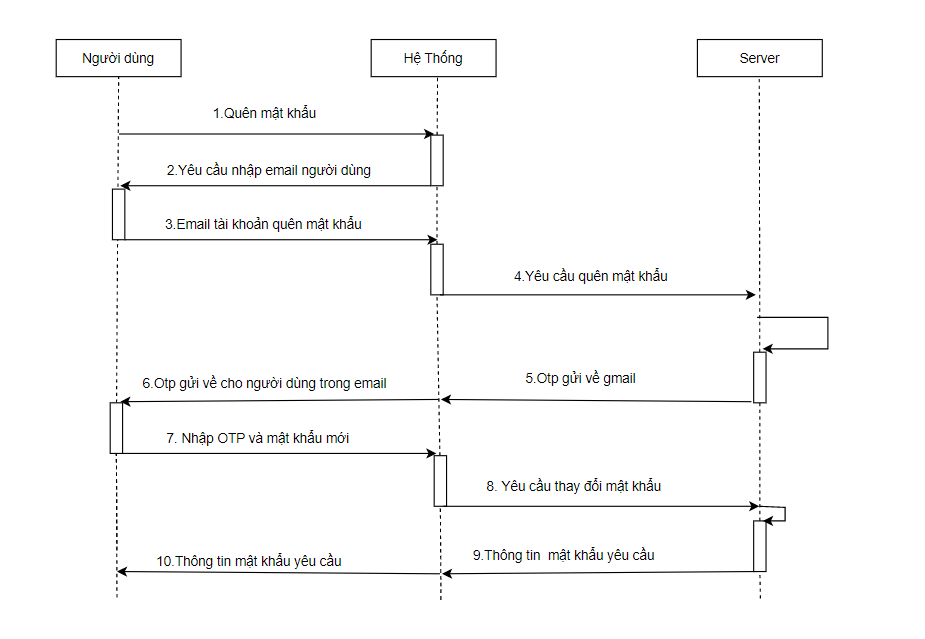 Người dùng
Hệ Thống
Server
1.Quên mật khẩu
2.Yêu cầu nhập email người dùng
3.Email tài khoản quên mật khẩu
4.Yêu cầu quên mật khẩu
5.Otp gửi về gmail
6.Otp gửi về cho người dùng trong email
7. Nhập OTP và mật khẩu mới
8. Yêu cầu thay đổi mật khẩu
9.Thông tin  mật khẩu yêu cầu
10.Thông tin mật khẩu yêu cầu